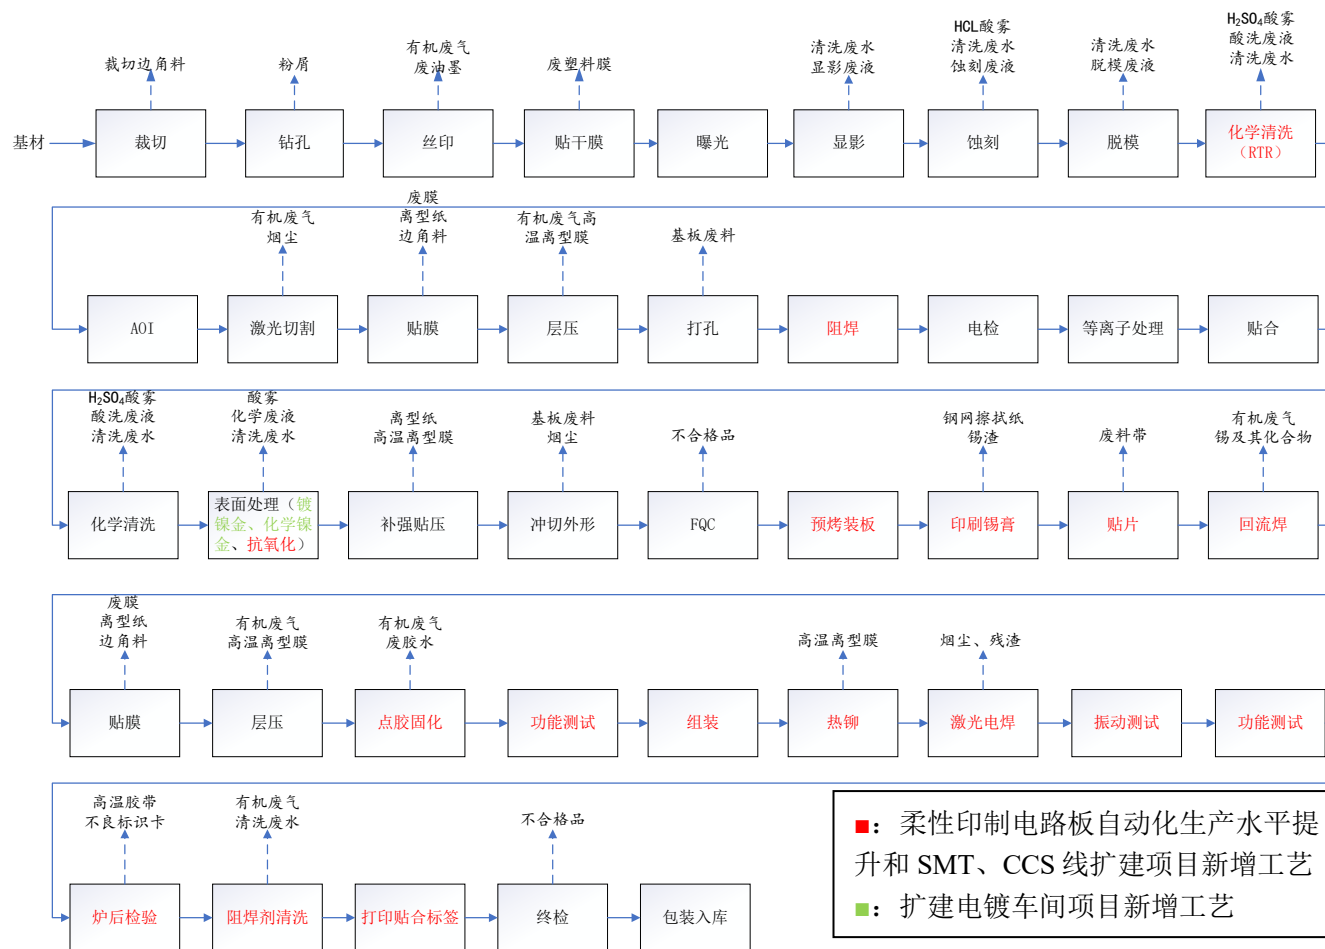 裁切边角料
粉屑
有机废气
废油墨
废塑料膜
清洗废水
显影废液
HCL酸雾
清洗废水
蚀刻废液
清洗废水
脱模废液
H₂SO₄酸雾
酸洗废液
清洗废水
基材
裁切
钻孔
丝印
贴干膜
曝光
显影
蚀刻
脱模
化学清洗
（RTR）
有机废气
烟尘
废膜
离型纸
边角料
有机废气高
温离型膜
基板废料
AOI
激光切割
贴膜
层压
打孔
阻焊
电检
等离子处理
贴合
H₂SO₄酸雾
酸洗废液
清洗废水
酸雾
化学废液
清洗废水
离型纸
高温离型膜
基板废料
烟尘
不合格品
钢网擦拭纸
锡渣
废料带
有机废气
锡及其化合物
化学清洗
表面处理（镀
镍金、化学镍
金、抗氧化）
补强贴压
冲切外形
FQC
预烤装板
印刷锡膏
贴片
回流焊
废膜
离型纸
边角料
有机废气
高温离型膜
有机废气
废胶水
高温离型膜
烟尘、残渣
贴膜
层压
点胶固化
功能测试
组装
热铆
激光电焊
振动测试
功能测试
高温胶带
不良标识卡
有机废气
清洗废水
不合格品
炉后检验
阻焊剂清洗
打印贴合标签
终检
包装入库
■：柔性印制电路板自动化生产水平提
升和 SMT、CCS 线扩建项目新增工艺
■：扩建电镀车间项目新增工艺